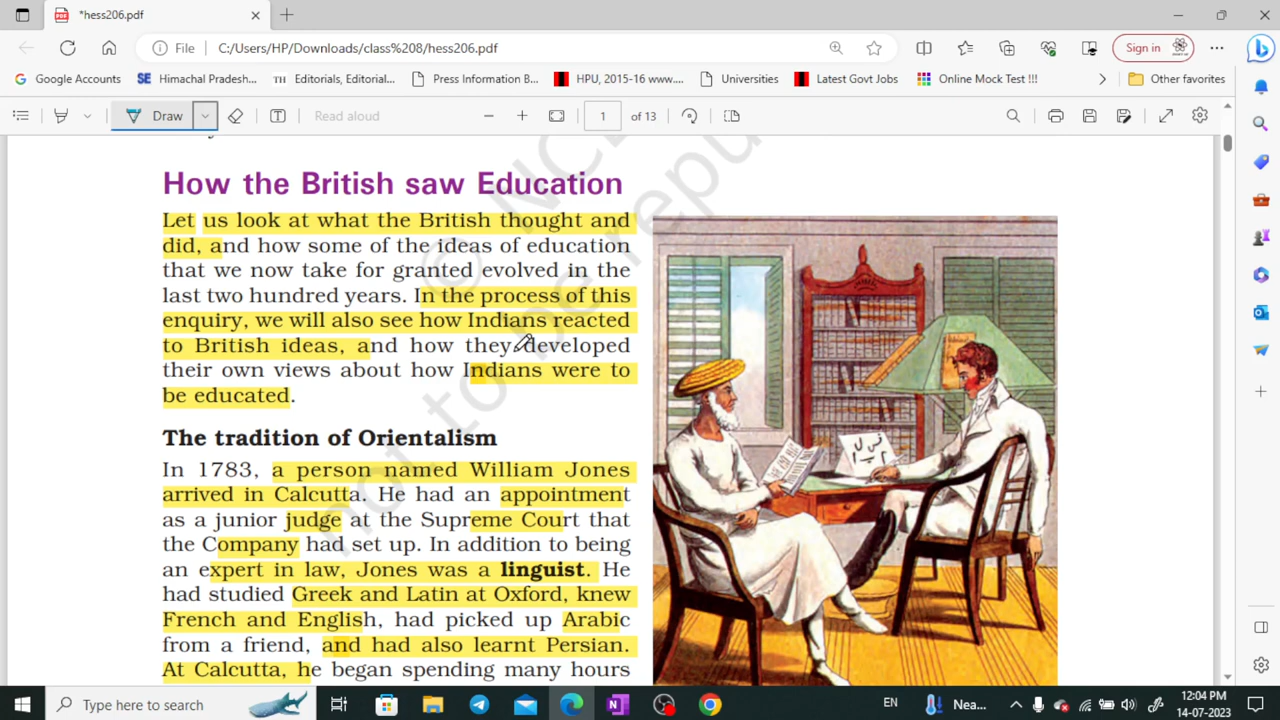 *hess206.pdf
File C:/Users/HP/Downloads/class%208/hess206.pdf Sign in
Google Accounts SE Himachal Pradesh... TH Editorials, Editorial... Press Information B... HPU, 2015-16 www.... Universities Latest Govt Jobs Online Mock Test !!! Other favorites
Draw Read aloud 1 of 13
How the British saw Education
Let us look at what the British thought and
did, and how some of the ideas of education
that we now take for granted evolved in the
last two hundred years. In the process of this
enquiry, we will also see how Indians reacted
to British ideas, and how they developed
their own views about how Indians were to
be educated.
The tradition of Orientalism
In 1783, a person named William Jones
arrived in Calcutta. He had an appointment
as a junior judge at the Supreme Court that
the Company had set up. In addition to being
an expert in law, Jones was a linguist. He
had studied Greek and Latin at Oxford, knew
French and English, had picked up Arabic
from a friend, and had also learnt Persian.
At Calcutta, he began spending many hours
not to be repu
Type here to search EN Nea... 12:04 PM
14-07-2023